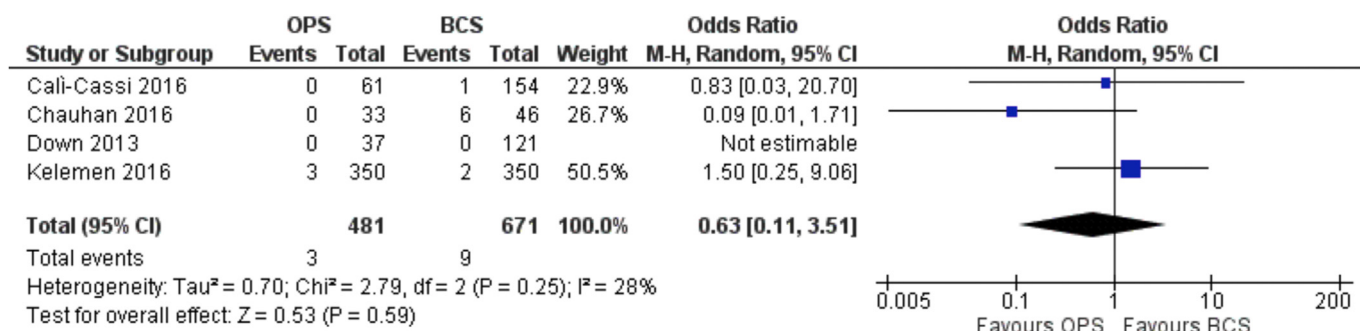 OPS BCS Odds Ratio Odds Ratio
Study or Subgroup Events Total Events Total Weight M-H, Random, 95% CI M-H, Random, 95% CI
Calì-Cassi 2016 0 61 1 154 22.9% 0.83 [0.03, 20.70]
Chauhan 2016 0 33 6 46 26.7% 0.09 [0.01, 1.71]
Down 2013 0 37 0 121 Not estimable
Kelemen 2016 3 350 2 350 50.5% 1.50 [0.25, 9.06]
Total (95% CI) 481 671 100.0% 0.63 [0.11, 3.51]
Total events 3 9
Heterogeneity: Tau² = 0.70; Chi² = 2.79, df = 2 (P = 0.25); I² = 28%
Test for overall effect: Z = 0.53 (P = 0.59)
0.005 0.1 1 10 200
Favours OPS Favours BCS